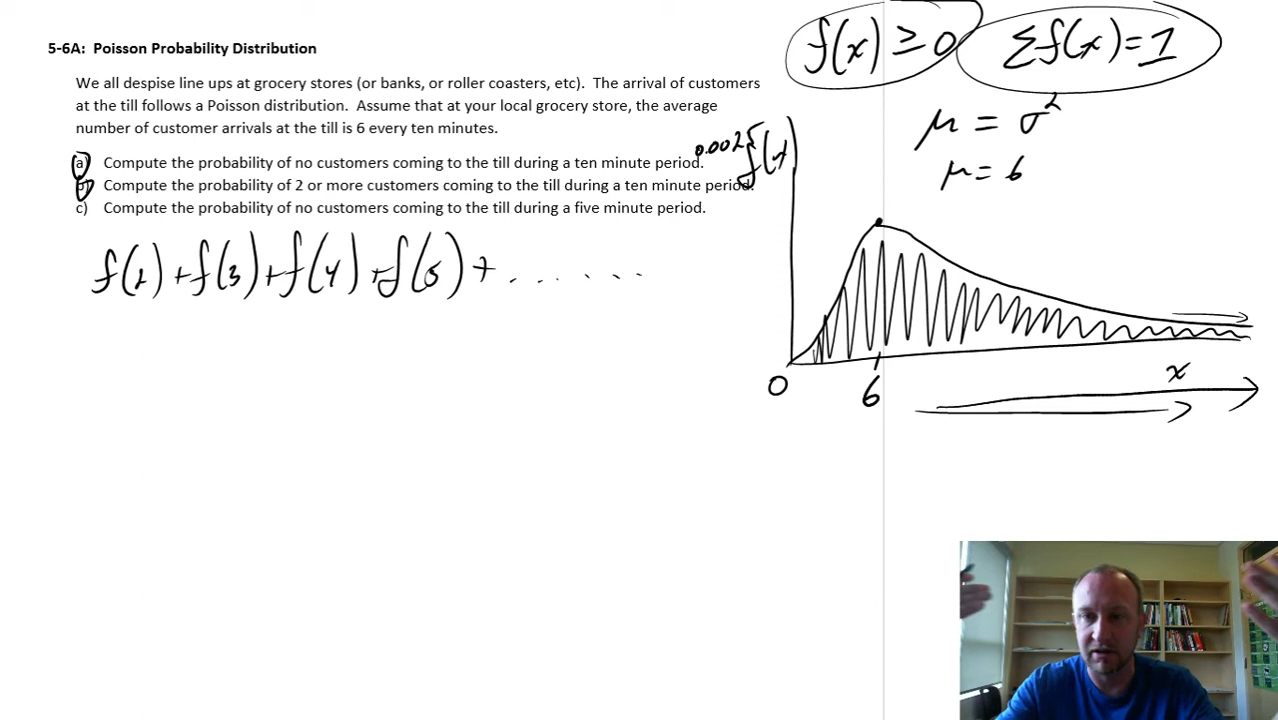 5-6A: Poisson Probability Distribution
We all despise line ups at grocery stores (or banks, or roller coasters, etc). The arrival of customers
at the till follows a Poisson distribution. Assume that at your local grocery store, the average
number of customer arrivals at the till is 6 every ten minutes.
a) Compute the probability of no customers coming to the till during a ten minute period.
b) Compute the probability of 2 or more customers coming to the till during a ten minute period.
c) Compute the probability of no customers coming to the till during a five minute period.
0.0025
f(2) + f(3) + f(4) + f(5) + . . . . . .
f(x) ≥ 0 Σf(x) = 1
μ = σ²
μ = 6
f(x)
0 6 x